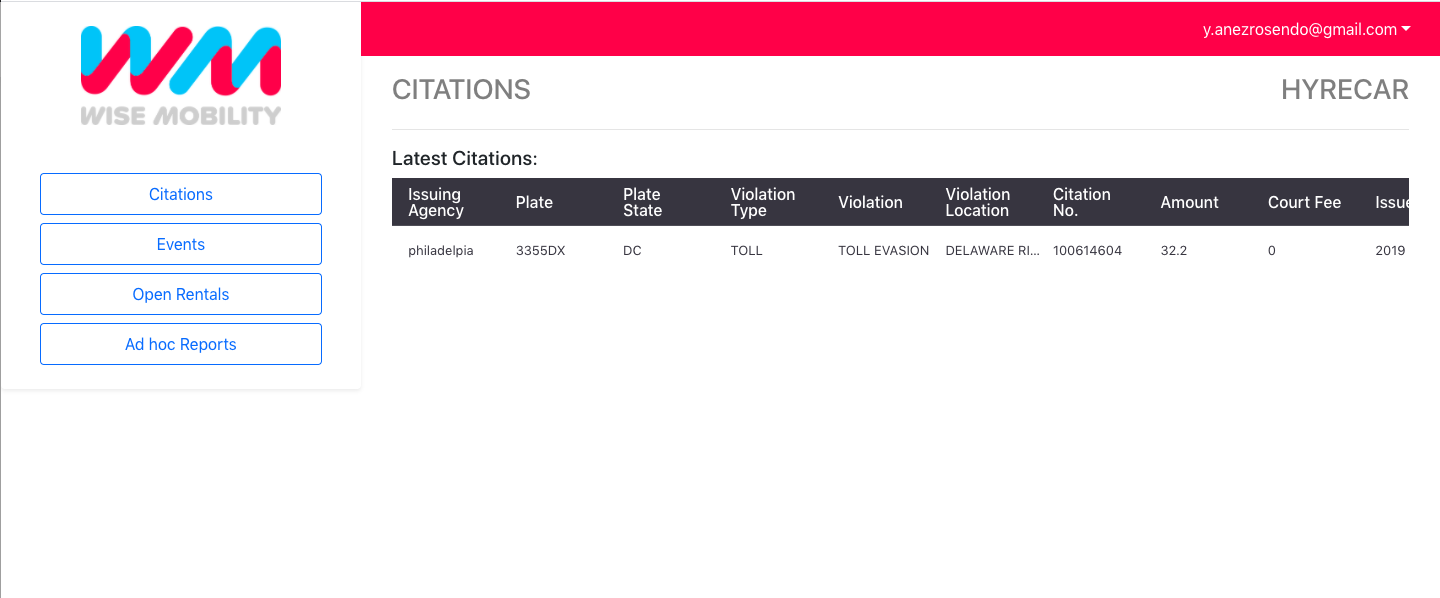 WM
WISE MOBILITY
y.anezrosendo@gmail.com
Citations
Events
Open Rentals
Ad hoc Reports
CITATIONS
HYRECAR
Latest Citations:
Issuing Agency Plate Plate State Violation Type Violation Violation Location Citation No. Amount Court Fee Issue
philadelpia 3355DX DC TOLL TOLL EVASION DELAWARE RI... 100614604 32.2 0 2019